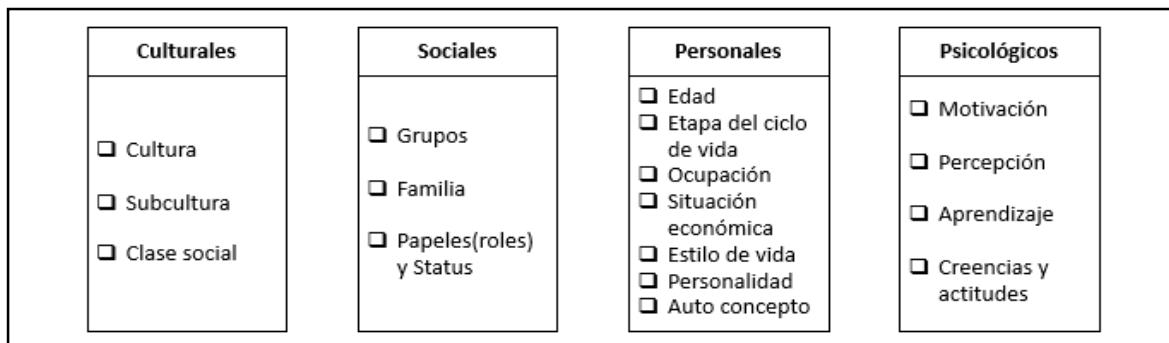 Culturales
❑ Cultura
❑ Subcultura
❑ Clase social
Sociales
❑ Grupos
❑ Familia
❑ Papeles(roles)
y Status
Personales
❑ Edad
❑ Etapa del ciclo
de vida
❑ Ocupación
❑ Situación
económica
❑ Estilo de vida
❑ Personalidad
❑ Auto concepto
Psicológicos
❑ Motivación
❑ Percepción
❑ Aprendizaje
❑ Creencias y
actitudes